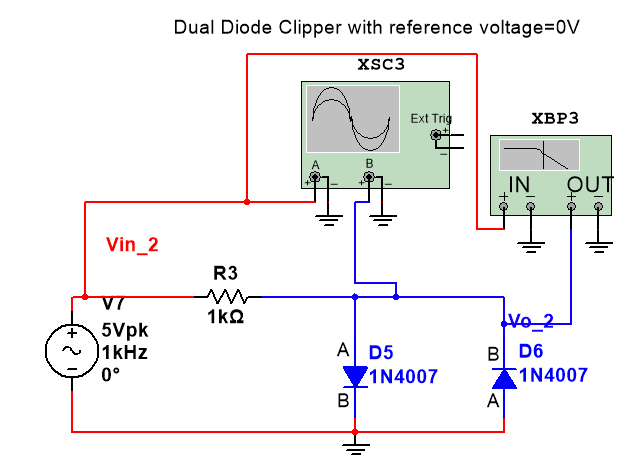 Dual Diode Clipper with reference voltage=0V
XSC3
Ext Trig
+
−
A
B
+ − + −
XBP3
IN OUT
+ − + −
Vin_2
R3
1kΩ
V7
5Vpk
1kHz
0°
+
−
Vo_2
A
D5
1N4007
B
B
D6
1N4007
A